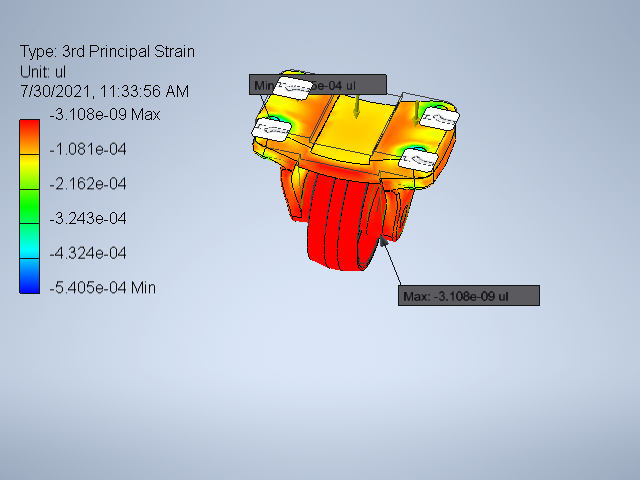 Type: 3rd Principal Strain
Unit: ul
7/30/2021, 11:33:56 AM
-3.108e-09 Max
-1.081e-04
-2.162e-04
-3.243e-04
-4.324e-04
-5.405e-04 Min
Min e-04 ul
Max: -3.108e-09 ul